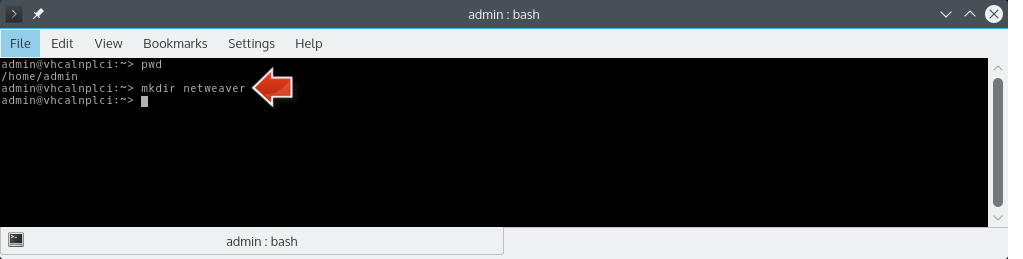 admin : bash
File Edit View Bookmarks Settings Help
admin@vhcalnplci:~> pwd
/home/admin
admin@vhcalnplci:~> mkdir netweaver
admin@vhcalnplci:~>
admin : bash